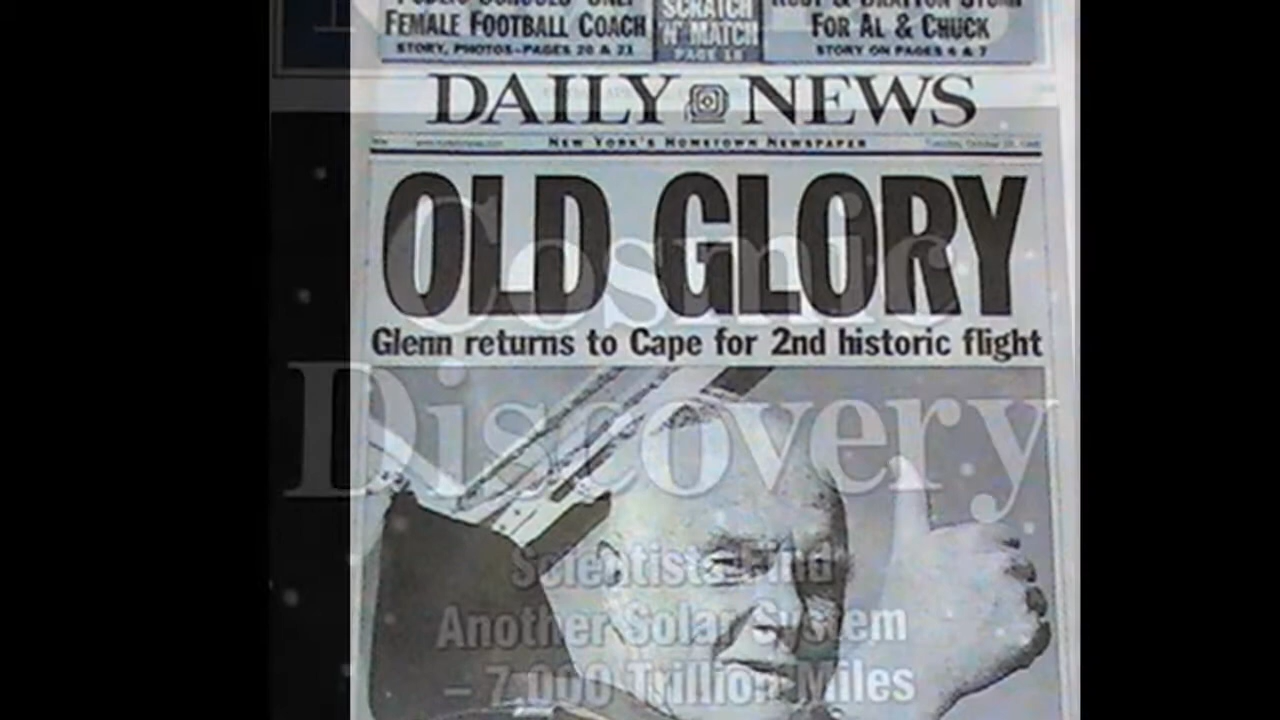 FEMALE FOOTBALL COACH
STORY, PHOTOS–PAGES 20 & 21
SCRATCH
'N' MATCH
PAGE 18
FOR AL & CHUCK
STORY ON PAGES 6 & 7
DAILY NEWS
NEW YORK'S HOMETOWN NEWSPAPER
OLD GLORY
Glenn returns to Cape for 2nd historic flight
Cosmic
Discovery
Scientists Find
Another Solar System
– 7,000 Trillion Miles